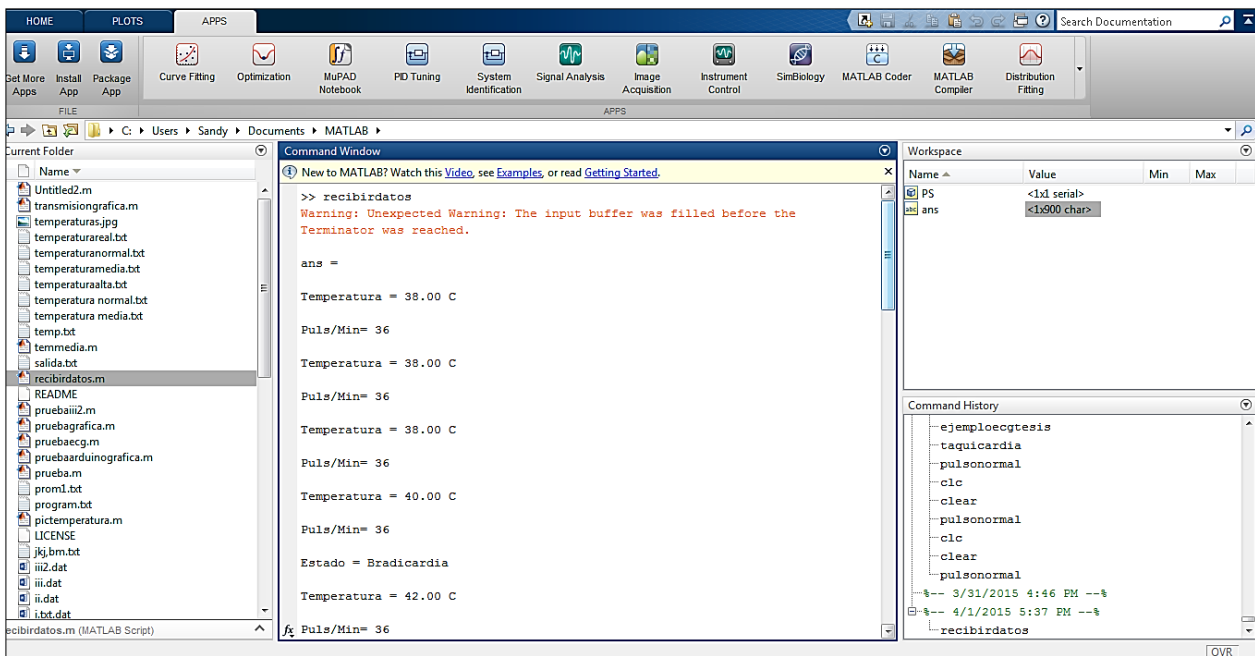 HOME PLOTS APPS
Search Documentation
Get More Apps
Install App
Package App
Curve Fitting
Optimization
MuPAD Notebook
PID Tuning
System Identification
Signal Analysis
Image Acquisition
Instrument Control
SimBiology
MATLAB Coder
MATLAB Compiler
Distribution Fitting
FILE
APPS
C: Users Sandy Documents MATLAB
Current Folder
Name
Untitled2.m
transmisiongrafica.m
temperaturas.jpg
temperaturareal.txt
temperaturanormal.txt
temperaturamedia.txt
temperaturaalta.txt
temperatura normal.txt
temperatura media.txt
temp.txt
temmedia.m
salida.txt
recibirdatos.m
README
pruebaiii2.m
pruebagrafica.m
pruebaecg.m
pruebaarduinografica.m
prueba.m
prom1.txt
program.txt
pictemperatura.m
LICENSE
jkj,bm.txt
iii2.dat
iii.dat
ii.dat
i.txt.dat
ecibirdatos.m (MATLAB Script)
Command Window
New to MATLAB? Watch this Video, see Examples, or read Getting Started.
>> recibirdatos
Warning: Unexpected Warning: The input buffer was filled before the
Terminator was reached.
ans =
Temperatura = 38.00 C
Puls/Min= 36
Temperatura = 38.00 C
Puls/Min= 36
Temperatura = 38.00 C
Puls/Min= 36
Temperatura = 40.00 C
Puls/Min= 36
Estado = Bradicardia
Temperatura = 42.00 C
fx Puls/Min= 36
Workspace
Name Value Min Max
PS <1x1 serial>
abc ans <1x900 char>
Command History
ejemploecgtesis
taquicardia
pulsonormal
clc
clear
pulsonormal
clc
clear
pulsonormal
%-- 3/31/2015 4:46 PM --%
%-- 4/1/2015 5:37 PM --%
recibirdatos
OVR